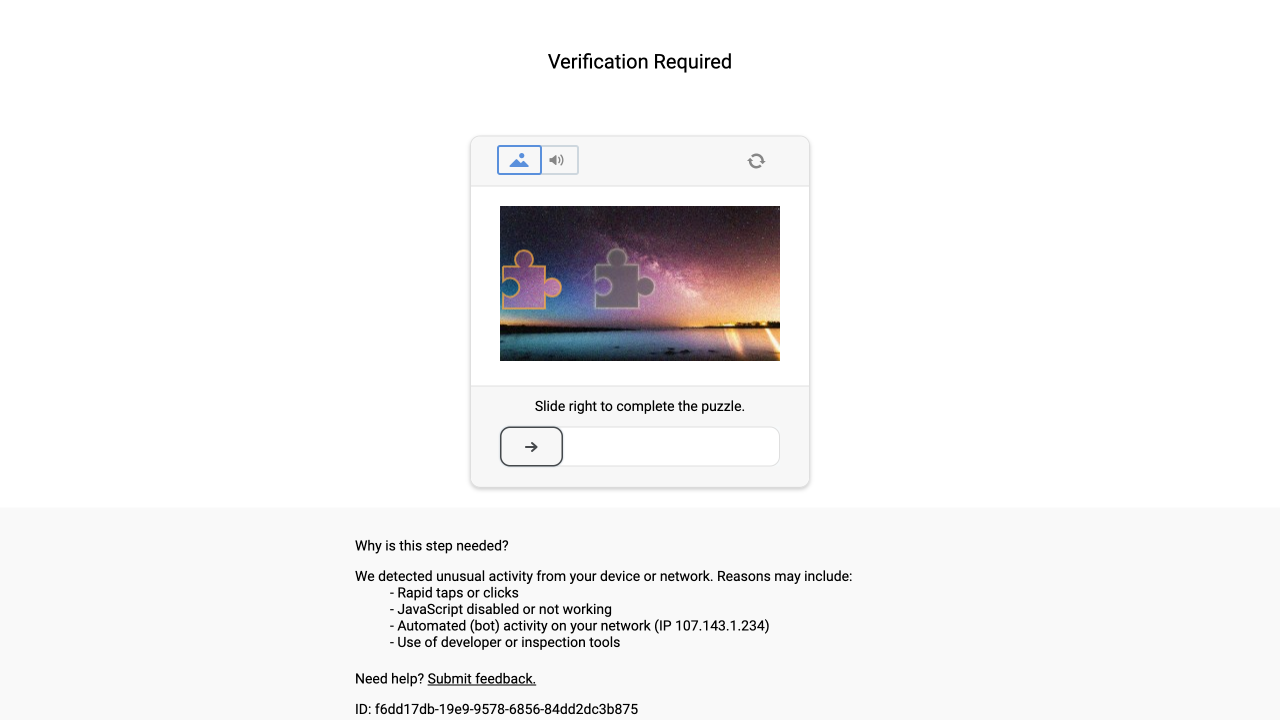 Verification Required
Slide right to complete the puzzle.
Why is this step needed?
We detected unusual activity from your device or network. Reasons may include:
- Rapid taps or clicks
- JavaScript disabled or not working
- Automated (bot) activity on your network (IP 107.143.1.234)
- Use of developer or inspection tools
Need help? Submit feedback.
ID: f6dd17db-19e9-9578-6856-84dd2dc3b875